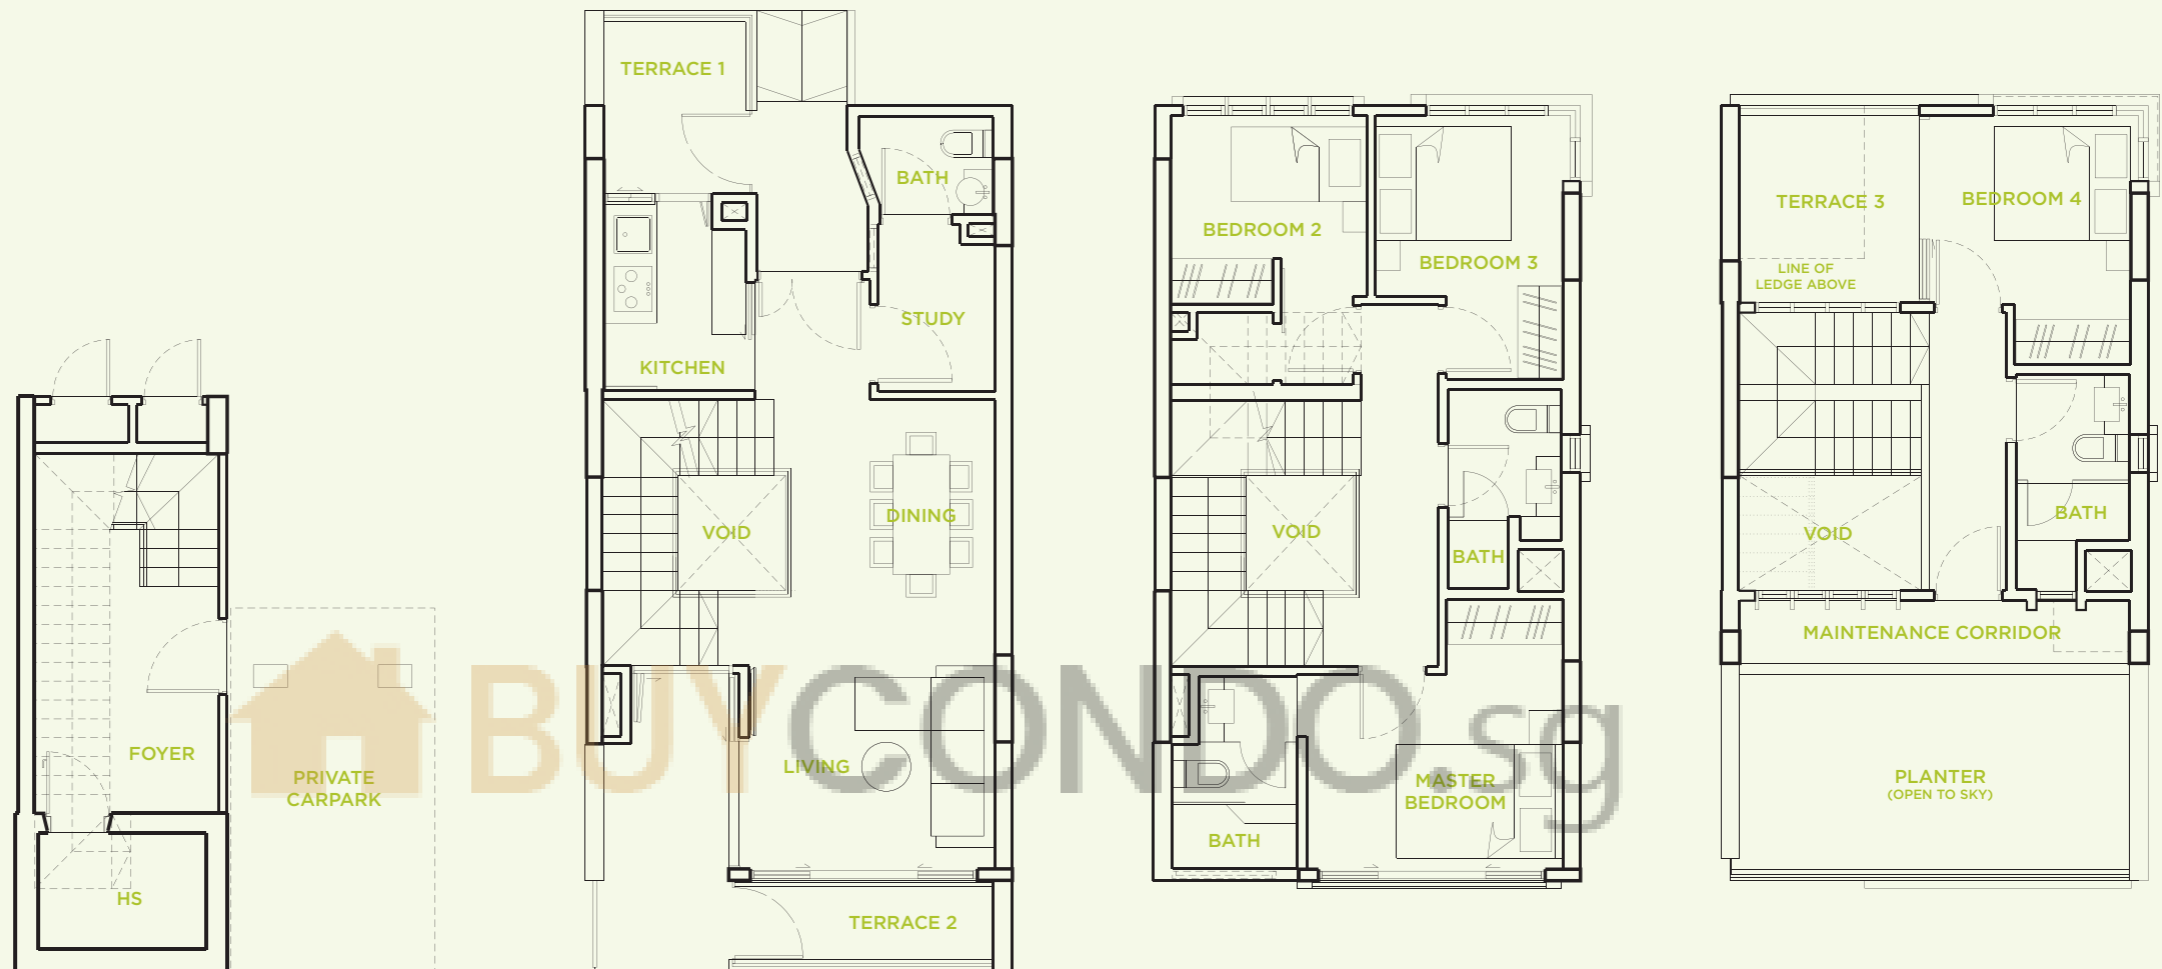 FOYER
HS
PRIVATE
CARPARK
TERRACE 1
BATH
STUDY
KITCHEN
VOID
DINING
LIVING
TERRACE 2
BEDROOM 2
BEDROOM 3
VOID
BATH
MASTER
BEDROOM
BATH
TERRACE 3
LINE OF
LEDGE ABOVE
BEDROOM 4
BATH
VOID
MAINTENANCE CORRIDOR
PLANTER
(OPEN TO SKY)
BUYCONDO.sg